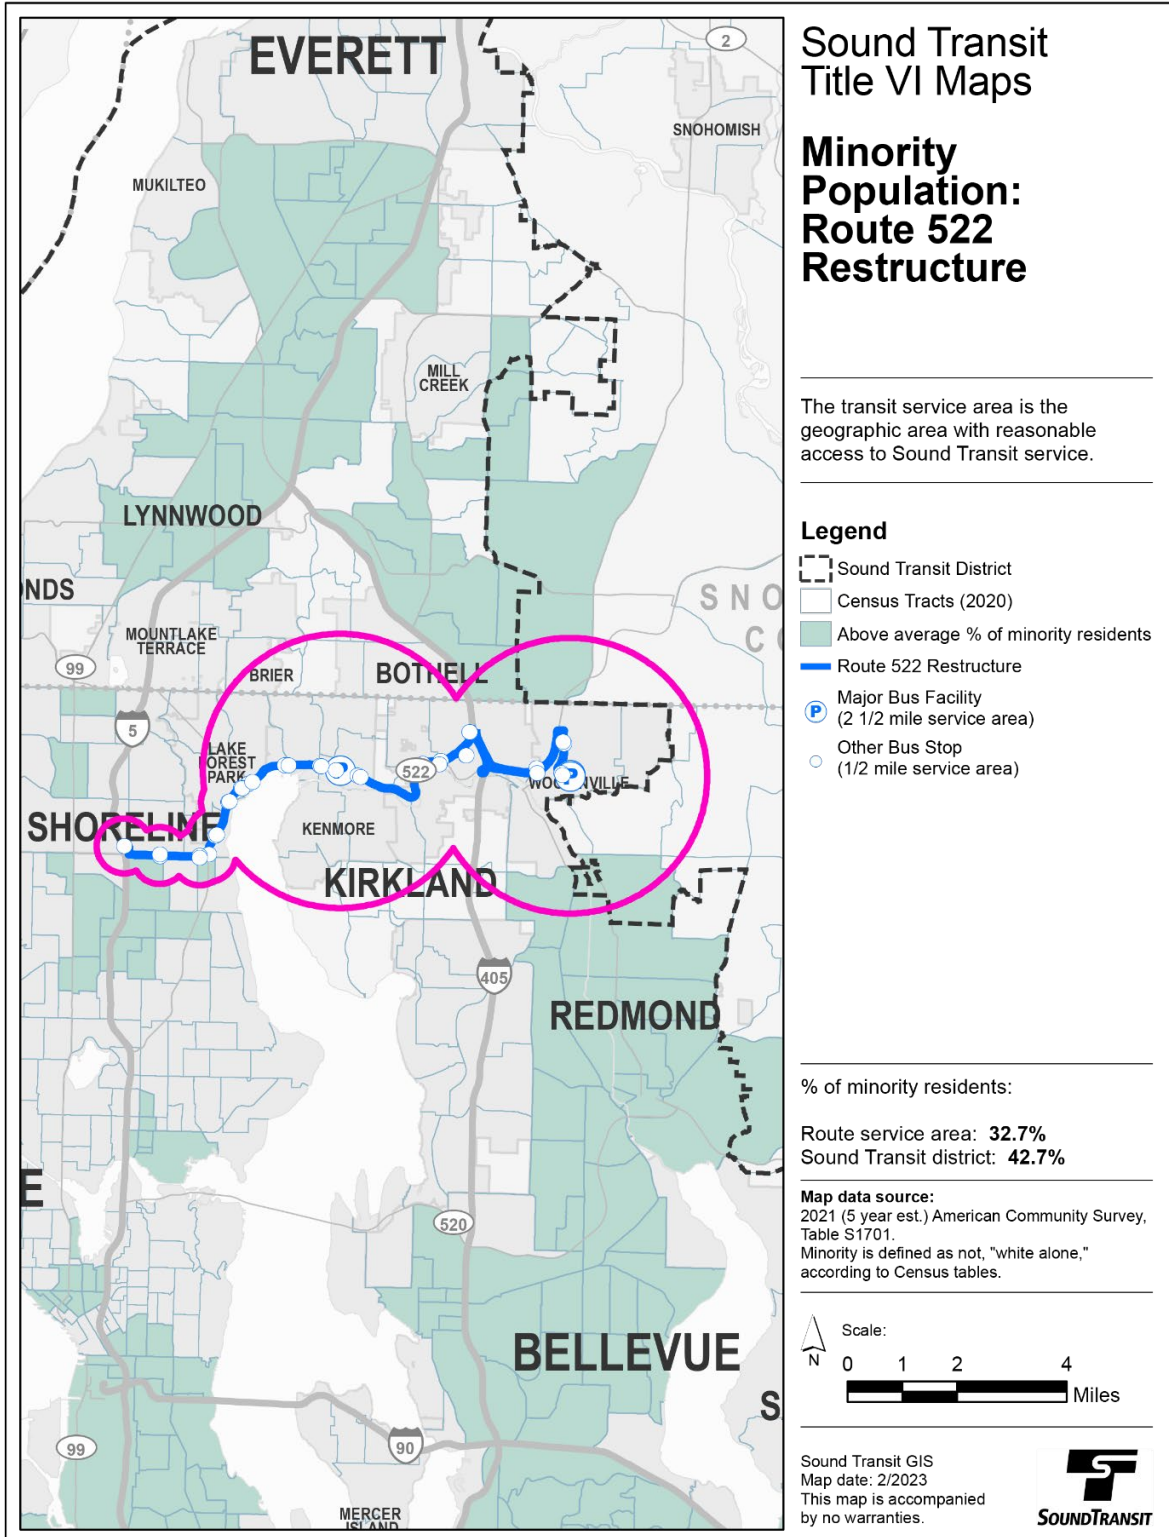 Sound Transit
Title VI Maps
Minority
Population:
Route 522
Restructure
The transit service area is the
geographic area with reasonable
access to Sound Transit service.
Legend
Sound Transit District
Census Tracts (2020)
Above average % of minority residents
Route 522 Restructure
P
Major Bus Facility
(2 1/2 mile service area)
Other Bus Stop
(1/2 mile service area)
% of minority residents:
Route service area: 32.7%
Sound Transit district: 42.7%
Map data source:
2021 (5 year est.) American Community Survey,
Table S1701.
Minority is defined as not, "white alone,"
according to Census tables.
N
Scale:
0 1 2 4
Miles
Sound Transit GIS
Map date: 2/2023
This map is accompanied
by no warranties.
SOUNDTRANSIT
EVERETT
2
SNOHOMISH
MUKILTEO
MILL
CREEK
LYNNWOOD
NDS
SNO
CO
MOUNTLAKE
TERRACE
99
BRIER
BOTHELL
5
LAKE
FOREST
PARK
522
WOODINVILLE
SHORELINE
KENMORE
KIRKLAND
405
REDMOND
E
520
BELLEVUE
S
99
90
MERCER
ISLAND